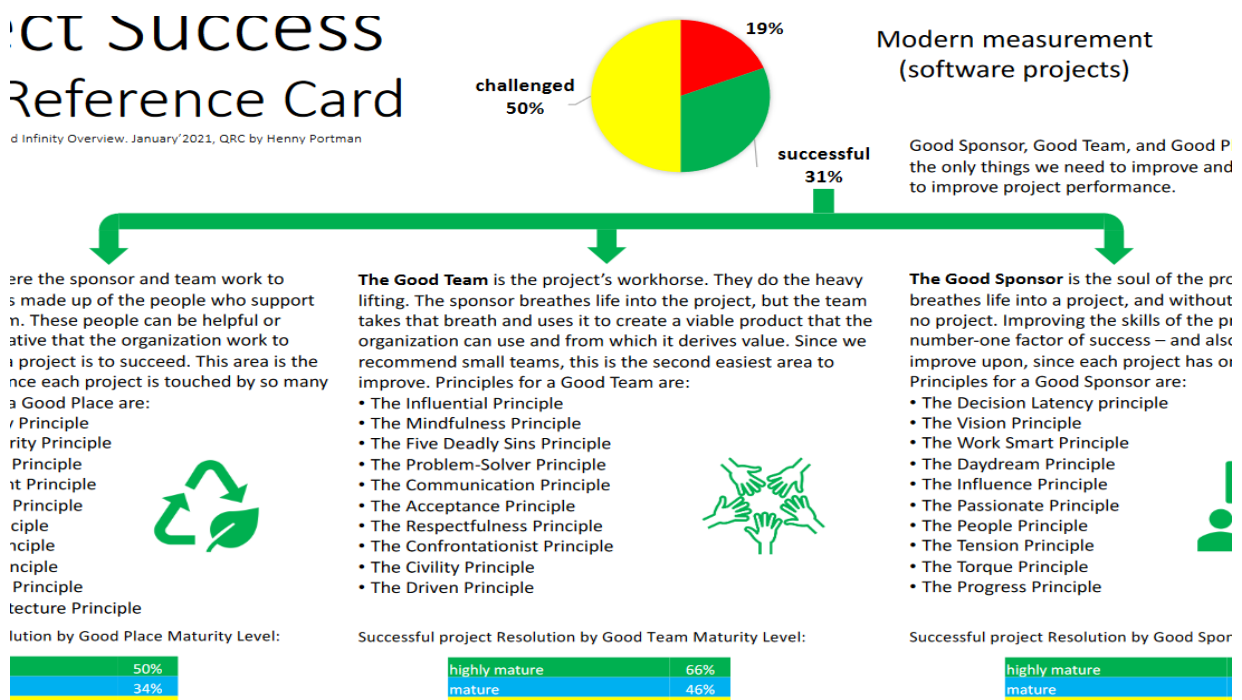 ct Success
Reference Card
d Infinity Overview. January'2021, QRC by Henny Portman
19%
challenged
50%
successful
31%
Modern measurement
(software projects)
Good Sponsor, Good Team, and Good P
the only things we need to improve and
to improve project performance.
ere the sponsor and team work to
s made up of the people who support
m. These people can be helpful or
ative that the organization work to
a project is to succeed. This area is the
nce each project is touched by so many
a Good Place are:
y Principle
rity Principle
Principle
nt Principle
Principle
ciple
nciple
nciple
Principle
tecture Principle
lution by Good Place Maturity Level:
50%
34%
The Good Team is the project's workhorse. They do the heavy
lifting. The sponsor breathes life into the project, but the team
takes that breath and uses it to create a viable product that the
organization can use and from which it derives value. Since we
recommend small teams, this is the second easiest area to
improve. Principles for a Good Team are:
• The Influential Principle
• The Mindfulness Principle
• The Five Deadly Sins Principle
• The Problem-Solver Principle
• The Communication Principle
• The Acceptance Principle
• The Respectfulness Principle
• The Confrontationist Principle
• The Civility Principle
• The Driven Principle
Successful project Resolution by Good Team Maturity Level:
highly mature 66%
mature 46%
The Good Sponsor is the soul of the pro
breathes life into a project, and without
no project. Improving the skills of the pr
number-one factor of success – and also
improve upon, since each project has or
Principles for a Good Sponsor are:
• The Decision Latency principle
• The Vision Principle
• The Work Smart Principle
• The Daydream Principle
• The Influence Principle
• The Passionate Principle
• The People Principle
• The Tension Principle
• The Torque Principle
• The Progress Principle
Successful project Resolution by Good Spor
highly mature
mature